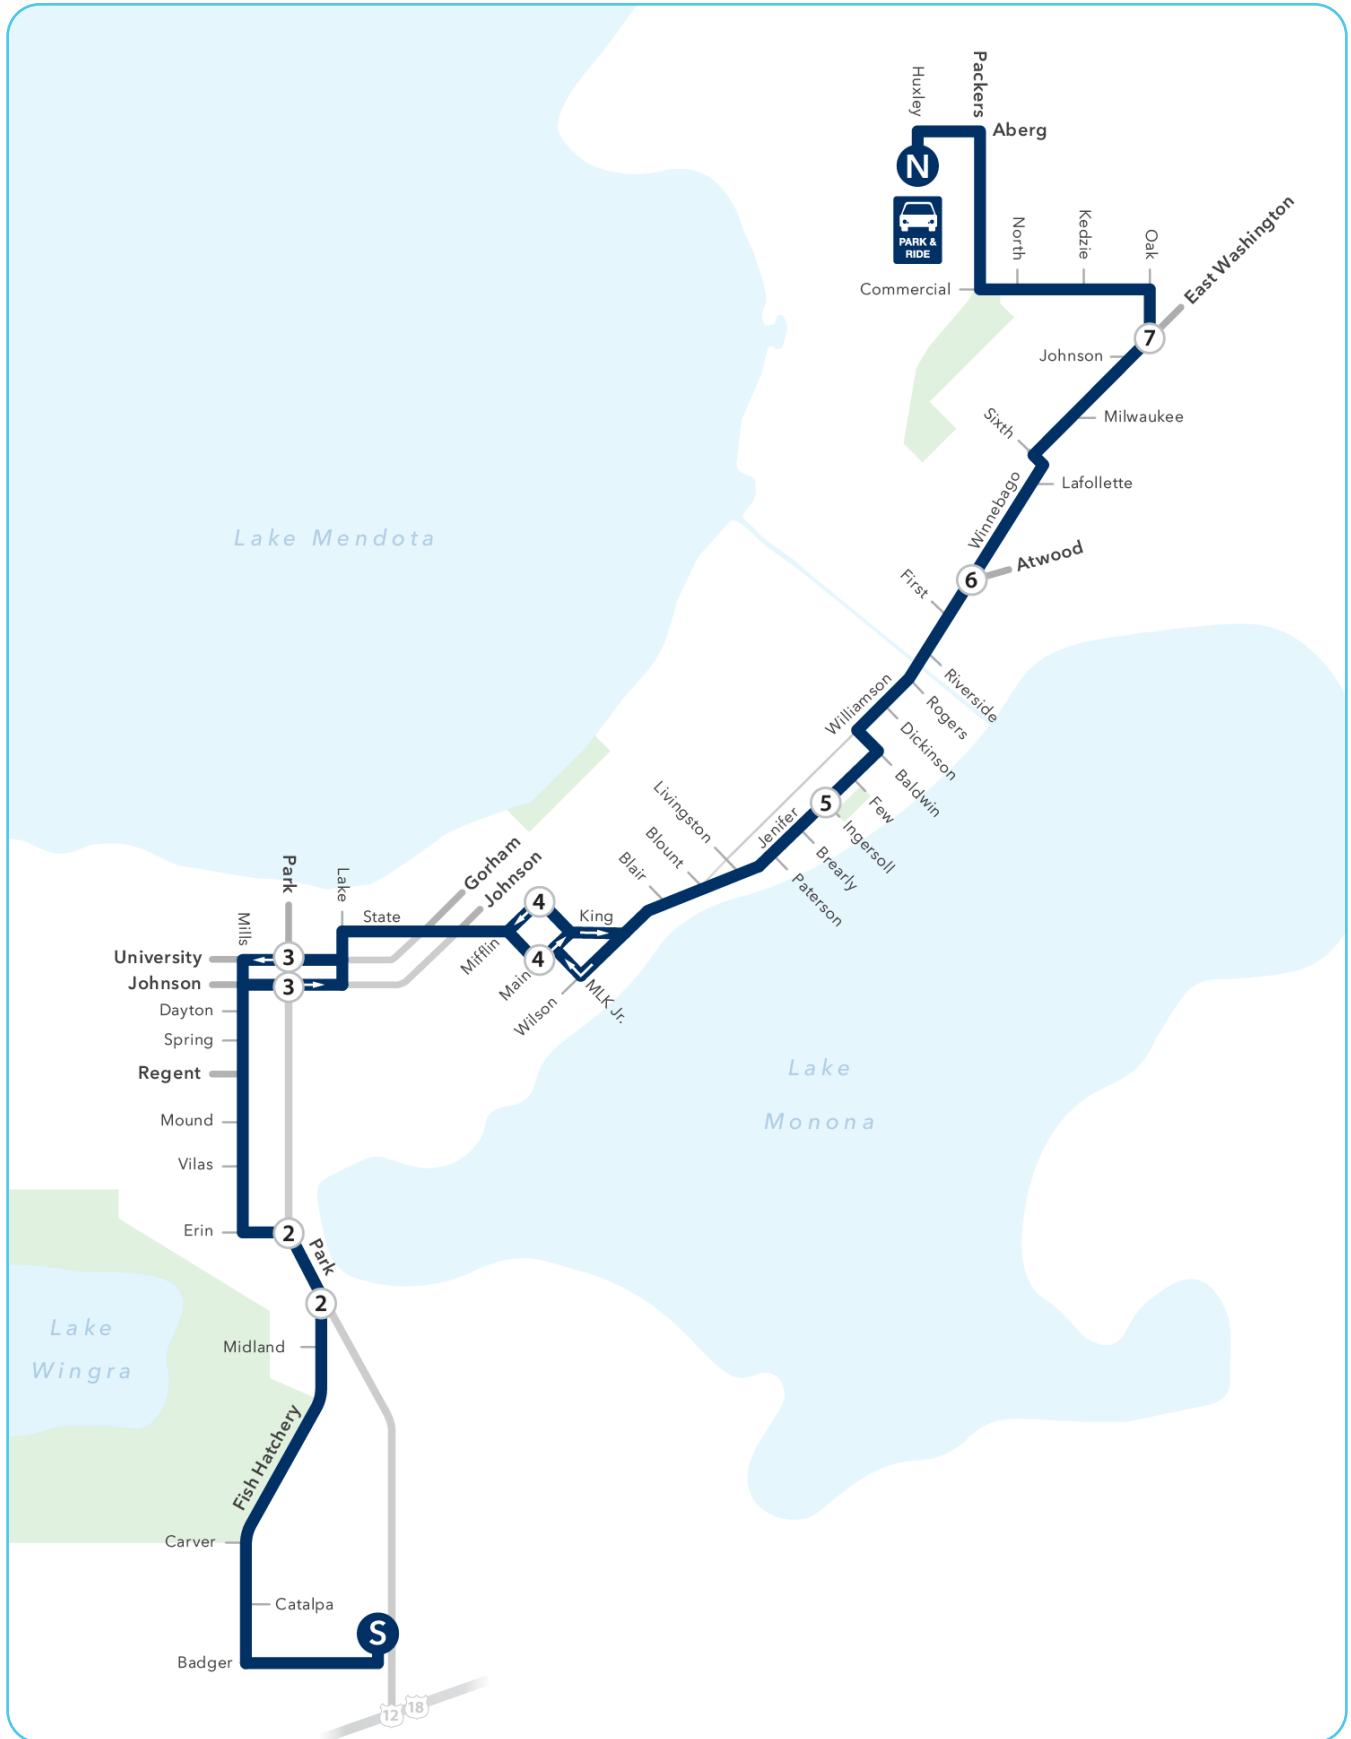 Huxley
Packers
Aberg
N
PARK &
RIDE
North
Kedzie
Oak
East Washington
Commercial
7
Johnson
Milwaukee
Sixth
Lafollette
Winnebago
Lake Mendota
Atwood
6
First
Riverside
Williamson
Rogers
Dickinson
Baldwin
Livingston
5
Few
Jenifer
Ingersoll
Blount
Brearly
Blair
Paterson
Gorham
Johnson
Park
Lake
State
4
King
Mills
University
3
Mifflin
4
Johnson
3
Main
MLK Jr.
Wilson
Dayton
Spring
Regent
Lake
Monona
Mound
Vilas
Erin
2
Park
2
Lake
Wingra
Midland
Fish Hatchery
Carver
Catalpa
S
Badger
12
18